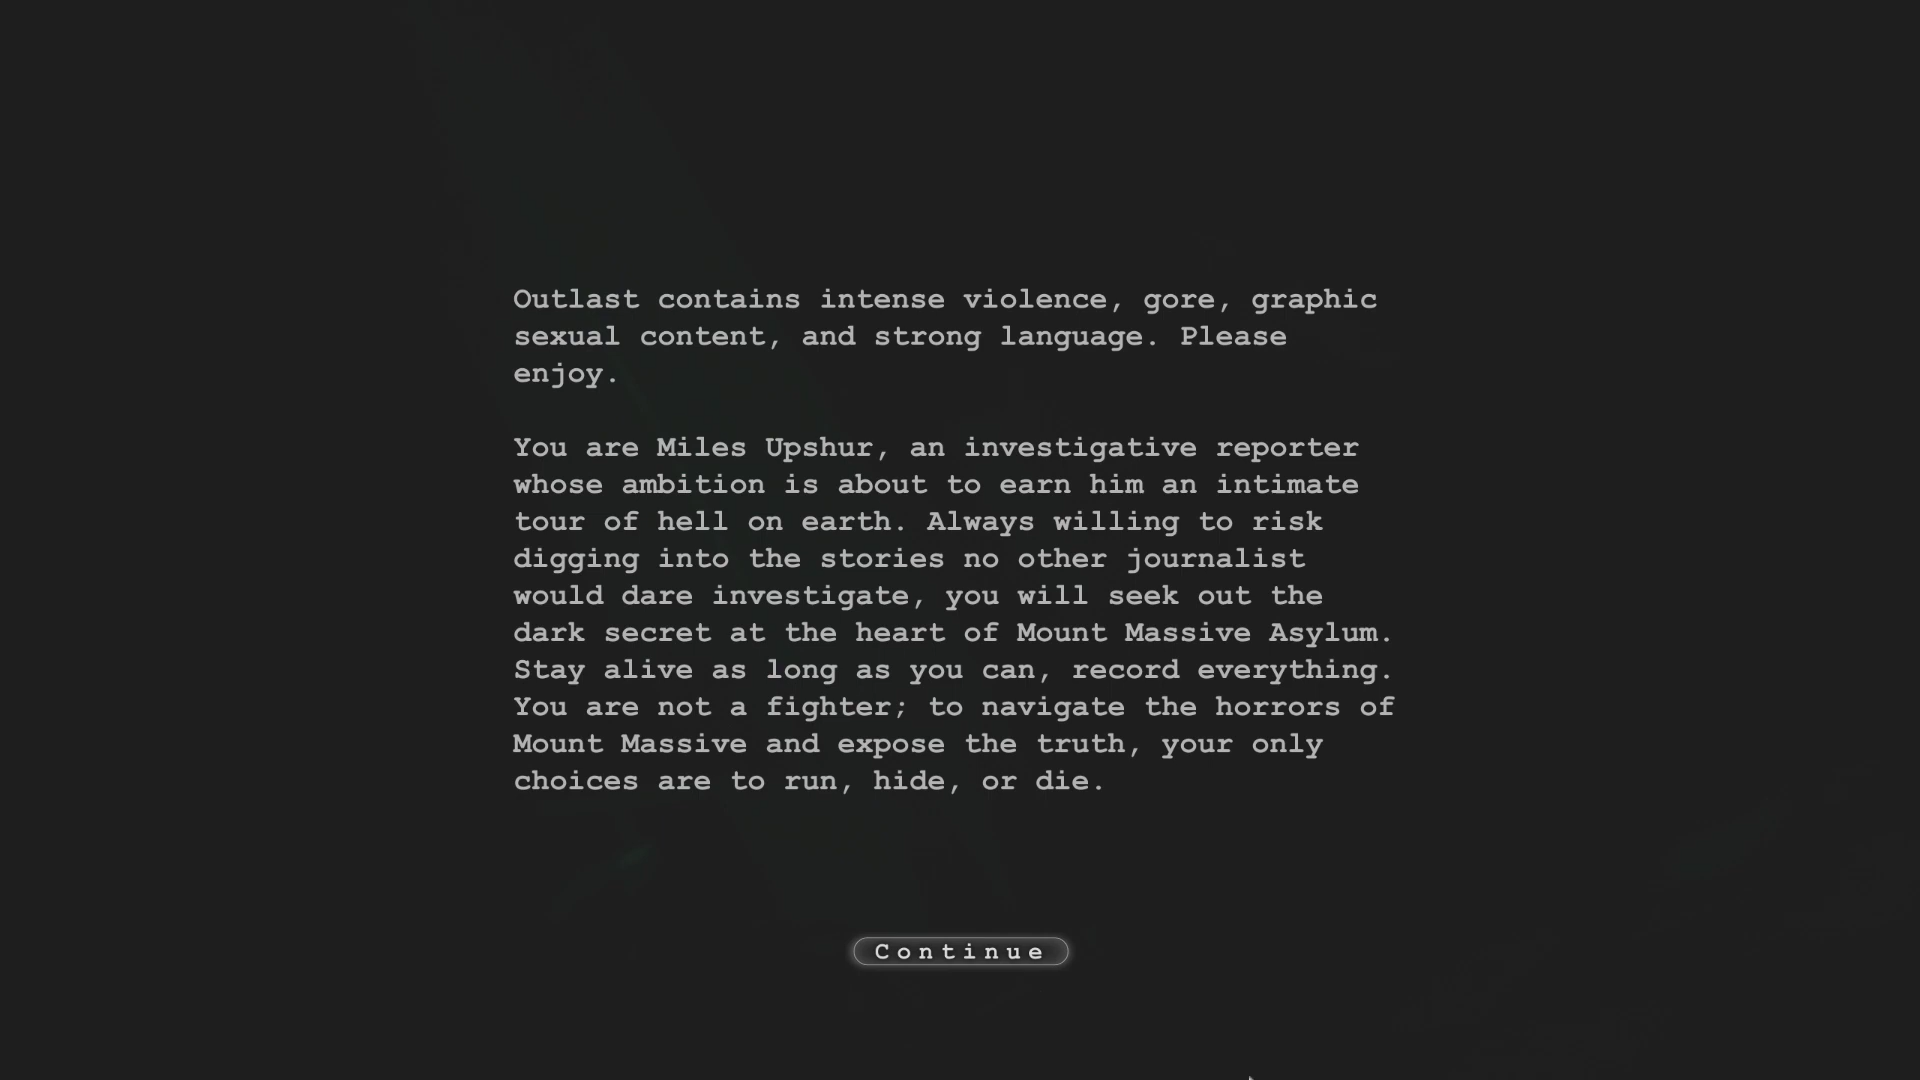 Outlast contains intense violence, gore, graphic
sexual content, and strong language. Please
enjoy.
You are Miles Upshur, an investigative reporter
whose ambition is about to earn him an intimate
tour of hell on earth. Always willing to risk
digging into the stories no other journalist
would dare investigate, you will seek out the
dark secret at the heart of Mount Massive Asylum.
Stay alive as long as you can, record everything.
You are not a fighter; to navigate the horrors of
Mount Massive and expose the truth, your only
choices are to run, hide, or die.
Continue